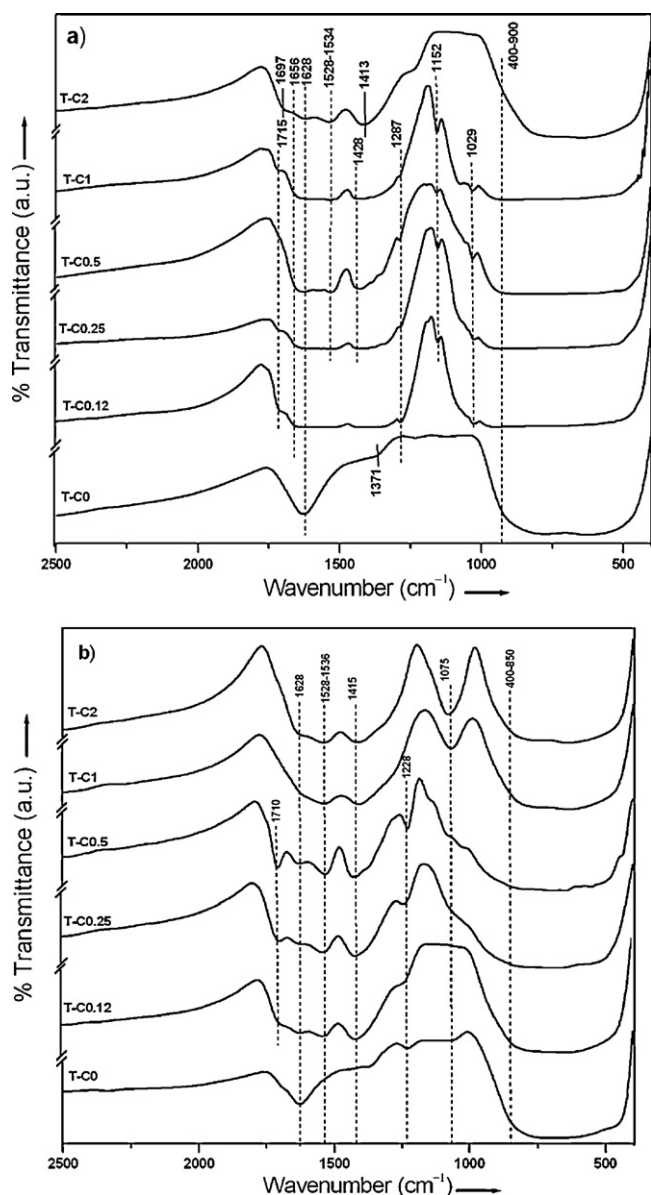 a)
1697
1715
1656
1628
1528-1534
1413
1428
1287
1152
1029
400-900
T-C2
T-C1
T-C0.5
T-C0.25
T-C0.12
T-C0
1371
% Transmittance (a.u.)
2500 2000 1500 1000 500
Wavenumber (cm⁻¹)
b)
1628
1528-1536
1415
1075
400-850
1710
1228
T-C2
T-C1
T-C0.5
T-C0.25
T-C0.12
T-C0
% Transmittance (a.u.)
2500 2000 1500 1000 500
Wavenumber (cm⁻¹)